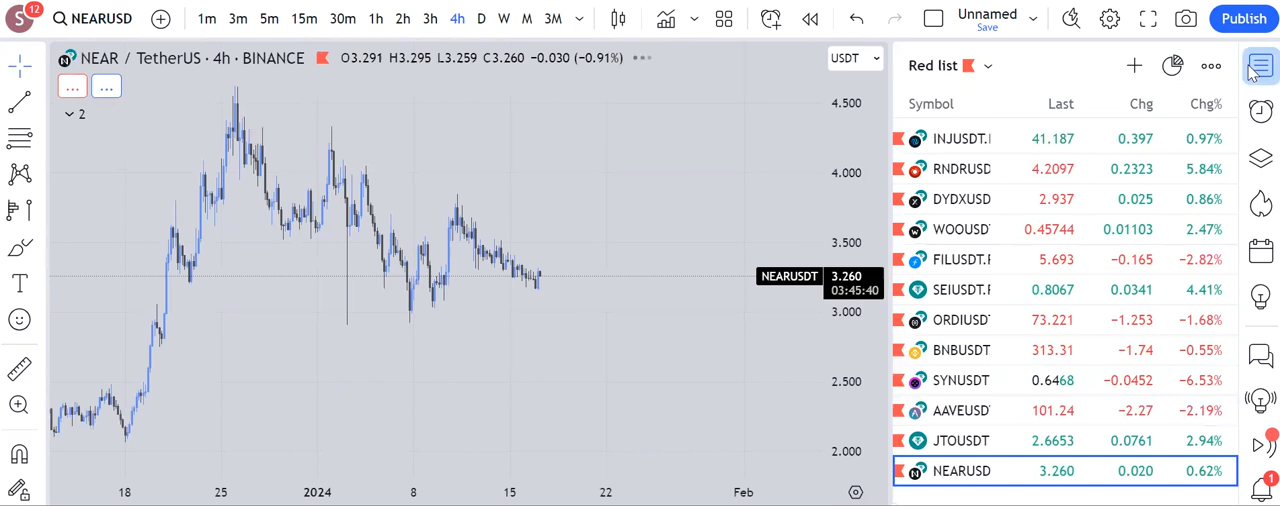 S 12 NEARUSD 1m 3m 5m 15m 30m 1h 2h 3h 4h D W M 3M Unnamed Save Publish
NEAR / TetherUS · 4h · BINANCE O3.291 H3.295 L3.259 C3.260 −0.030 (−0.91%) USDT
... ...
2
4.500
4.000
3.500
NEARUSDT 3.260
03:45:40
3.000
2.500
2.000
18 25 2024 8 15 22 Feb
Red list
Symbol Last Chg Chg%
INJUSDT.I 41.187 0.397 0.97%
RNDRUSD 4.2097 0.2323 5.84%
DYDXUSD 2.937 0.025 0.86%
WOOUSD 0.45744 0.01103 2.47%
FILUSDT.F 5.693 −0.165 −2.82%
SEIUSDT.F 0.8067 0.0341 4.41%
ORDIUSD 73.221 −1.253 −1.68%
BNBUSDT 313.31 −1.74 −0.55%
SYNUSDT 0.6468 −0.0452 −6.53%
AAVEUSD 101.24 −2.27 −2.19%
JTOUSDT 2.6653 0.0761 2.94%
NEARUSD 3.260 0.020 0.62%
1